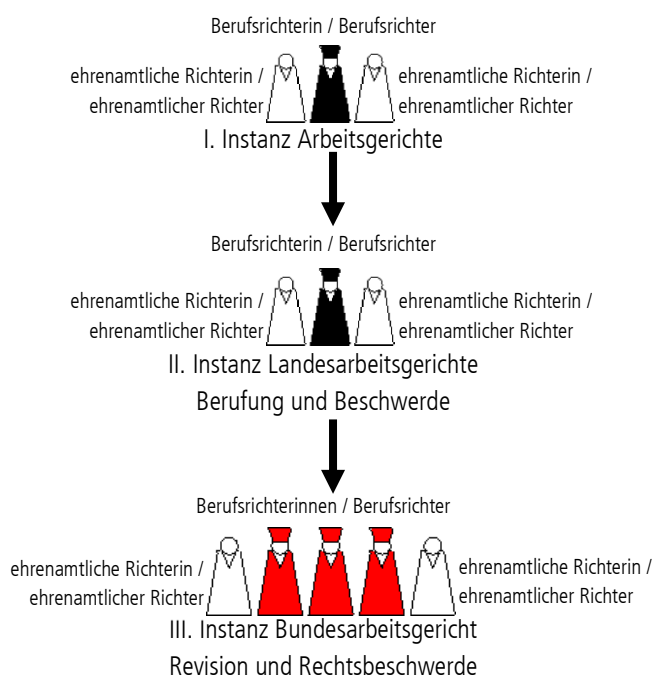 Berufsrichterin / Berufsrichter
ehrenamtliche Richterin /
ehrenamtlicher Richter
ehrenamtliche Richterin /
ehrenamtlicher Richter
I. Instanz Arbeitsgerichte
Berufsrichterin / Berufsrichter
ehrenamtliche Richterin /
ehrenamtlicher Richter
ehrenamtliche Richterin /
ehrenamtlicher Richter
II. Instanz Landesarbeitsgerichte
Berufung und Beschwerde
Berufsrichterinnen / Berufsrichter
ehrenamtliche Richterin /
ehrenamtlicher Richter
ehrenamtliche Richterin /
ehrenamtlicher Richter
III. Instanz Bundesarbeitsgericht
Revision und Rechtsbeschwerde